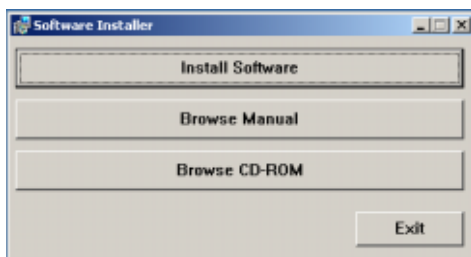 Software Installer
Install Software
Browse Manual
Browse CD-ROM
Exit